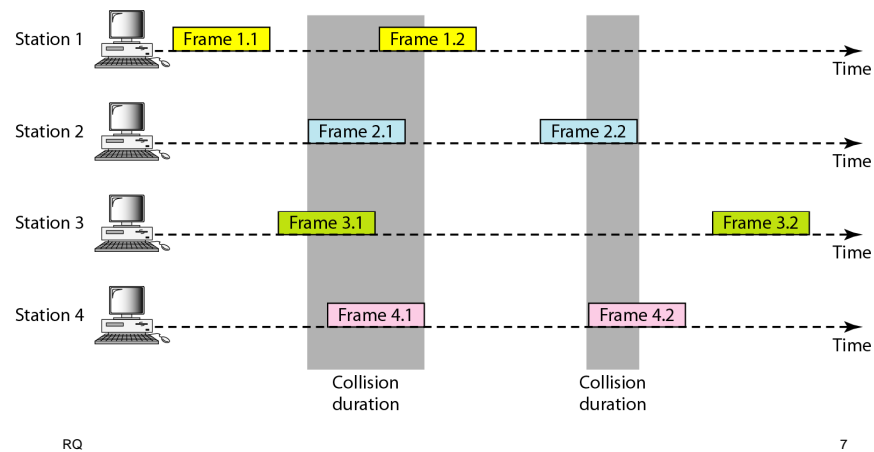 Station 1
Frame 1.1
Frame 1.2
Time
Station 2
Frame 2.1
Frame 2.2
Time
Station 3
Frame 3.1
Frame 3.2
Time
Station 4
Frame 4.1
Frame 4.2
Time
Collision
duration
Collision
duration
RQ
7